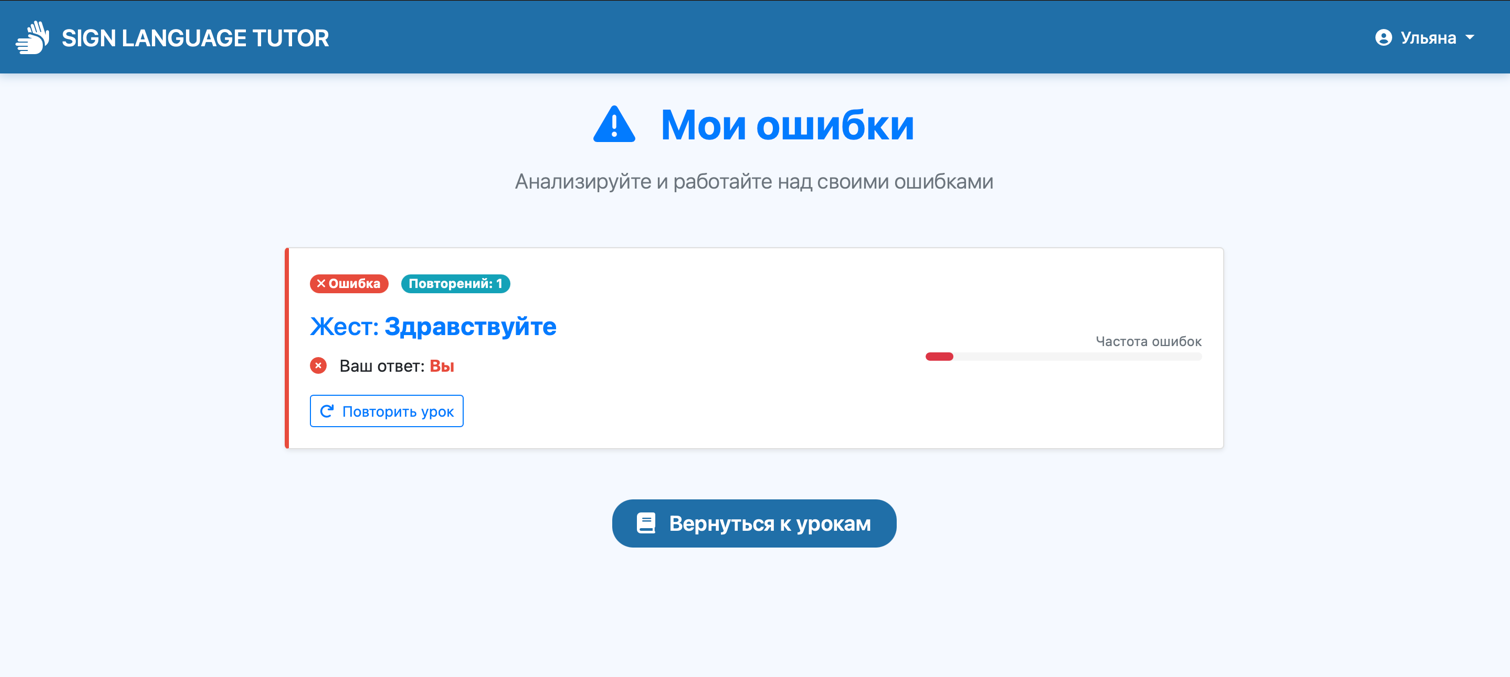 SIGN LANGUAGE TUTOR
Ульяна
Мои ошибки
Анализируйте и работайте над своими ошибками
Ошибка
Повторений: 1
Жест: Здравствуйте
Ваш ответ: Вы
Частота ошибок
Повторить урок
Вернуться к урокам